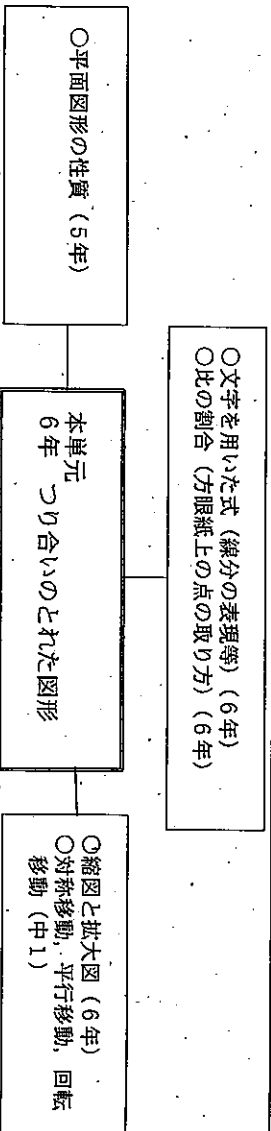 ○平面図形の性質（5年）
○文字を用いた式（線分の表現等）（6年）
○比の割合（方眼紙上の点の取り方）（6年）
本単元
6年　つり合いのとれた図形
○縮図と拡大図（6年）
○対称移動，平行移動，回転
移動（中1）